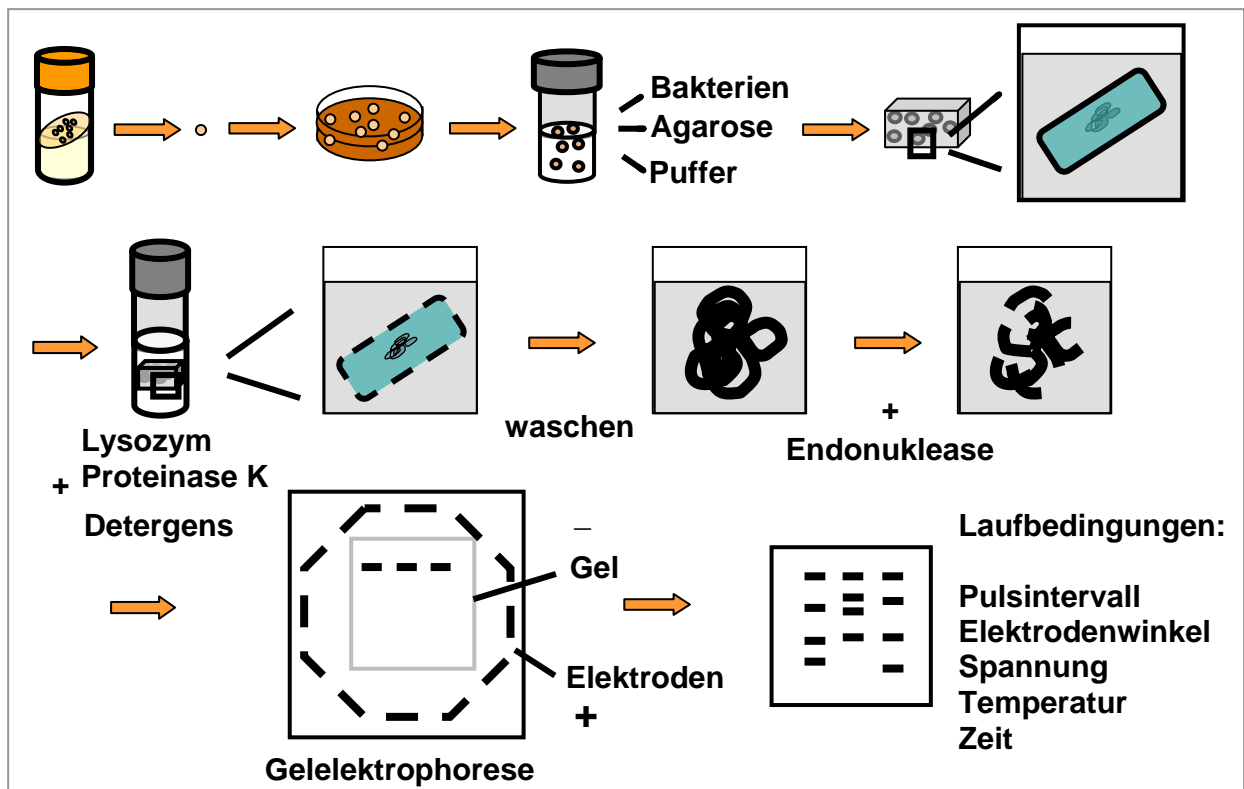 Bakterien
Agarose
Puffer
Lysozym
+ Proteinase K
Detergens
waschen
+
Endonuklease
–
Gel
Elektroden
+
Gelelektrophorese
Laufbedingungen:
Pulsintervall
Elektrodenwinkel
Spannung
Temperatur
Zeit